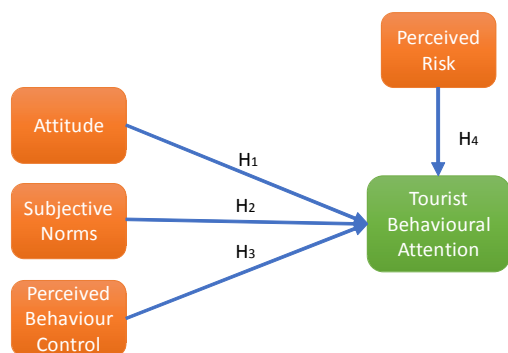 Perceived
Risk
Attitude
H4
H1
Subjective
Norms
H2
Tourist
Behavioural
Attention
H3
Perceived
Behaviour
Control